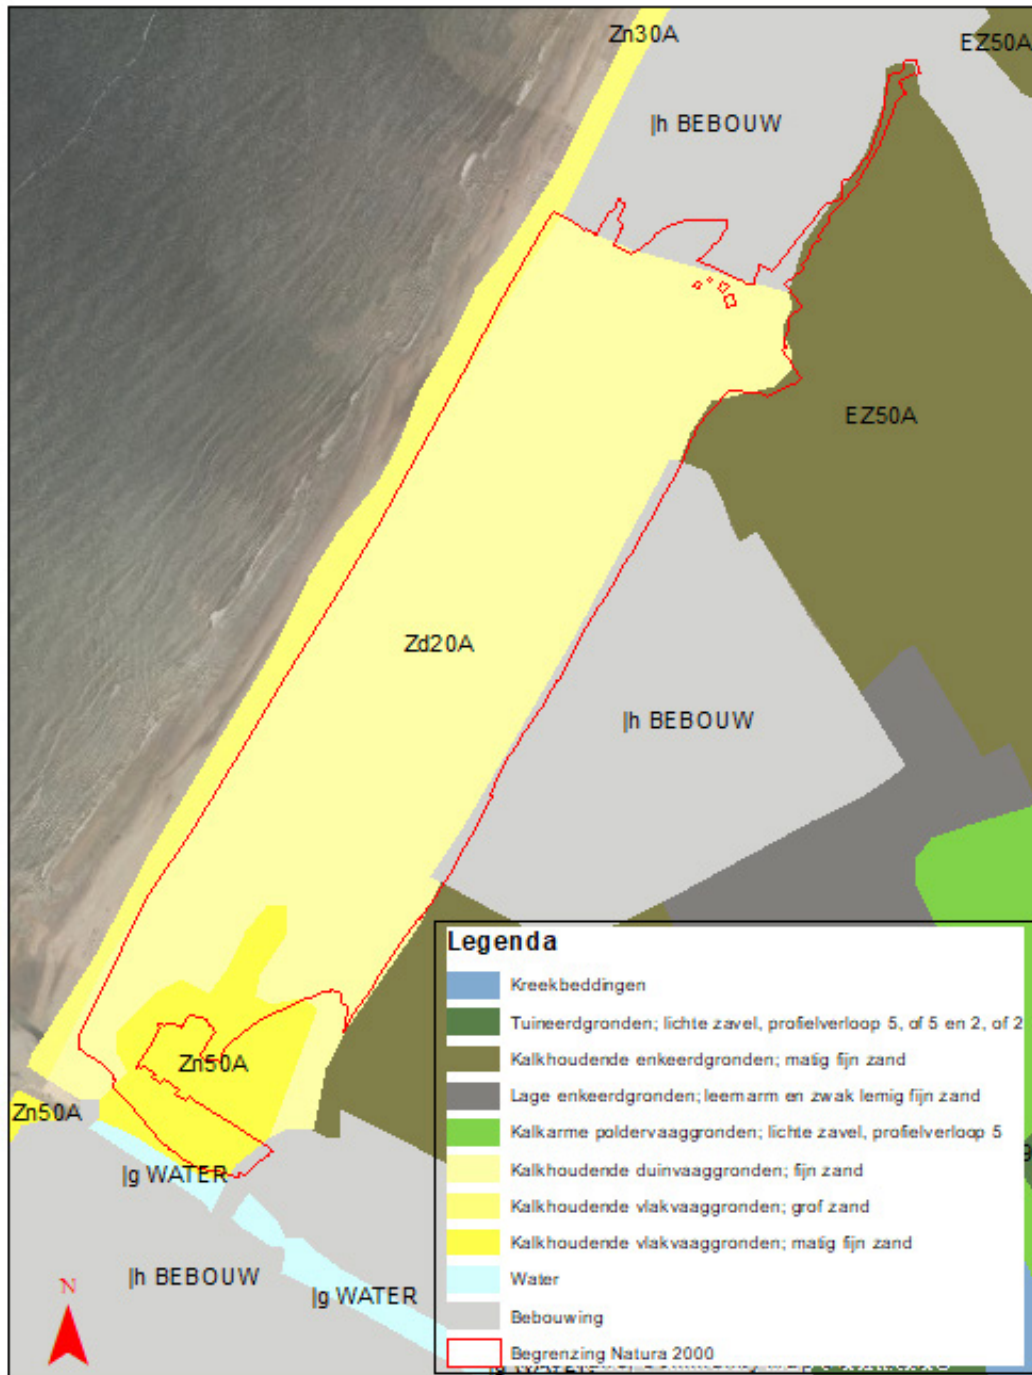 Zn30A
EZ50A
|h BEBOUW
EZ50A
Zd20A
|h BEBOUW
Zn50A
Zn50A
|g WATER
|h BEBOUW
|g WATER
N
Legenda
Kreekbeddingen
Tuineerdgronden; lichte zavel, profielverloop 5, of 5 en 2, of 2
Kalkhoudende enkeerdgronden; matig fijn zand
Lage enkeerdgronden; leemarm en zwak lemig fijn zand
Kalkarme poldervaaggronden; lichte zavel, profielverloop 5
Kalkhoudende duinvaaggronden; fijn zand
Kalkhoudende vlakvaaggronden; grof zand
Kalkhoudende vlakvaaggronden; matig fijn zand
Water
Bebouwing
Begrenzing Natura 2000